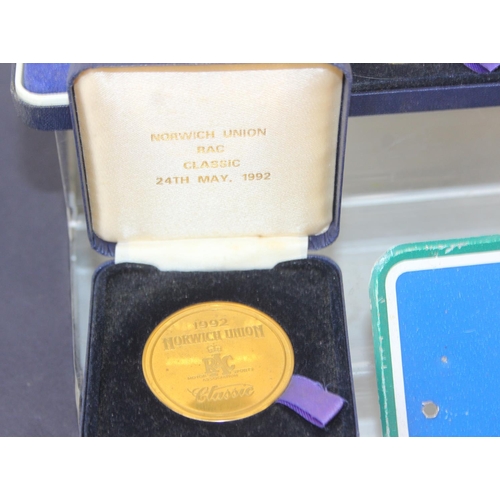 NORWICH UNION
RAC
CLASSIC
24TH MAY, 1992
1992
NORWICH UNION
RAC
Classic